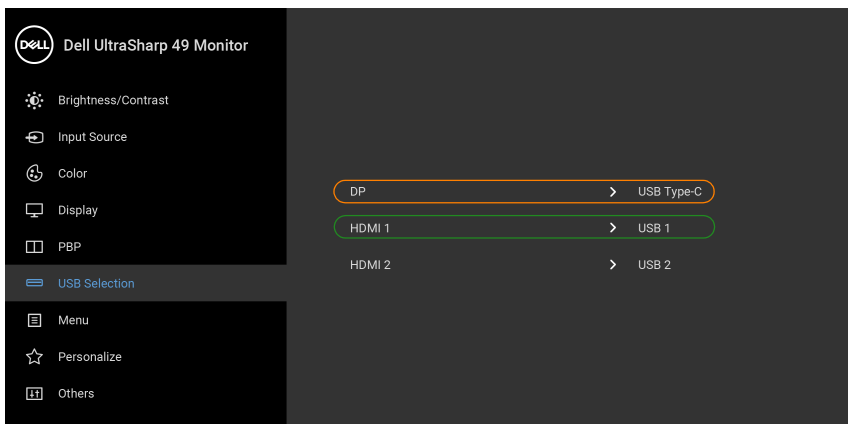 DELL
Dell UltraSharp 49 Monitor
Brightness/Contrast
Input Source
Color
Display
PBP
USB Selection
Menu
Personalize
Others
DP > USB Type-C
HDMI 1 > USB 1
HDMI 2 > USB 2